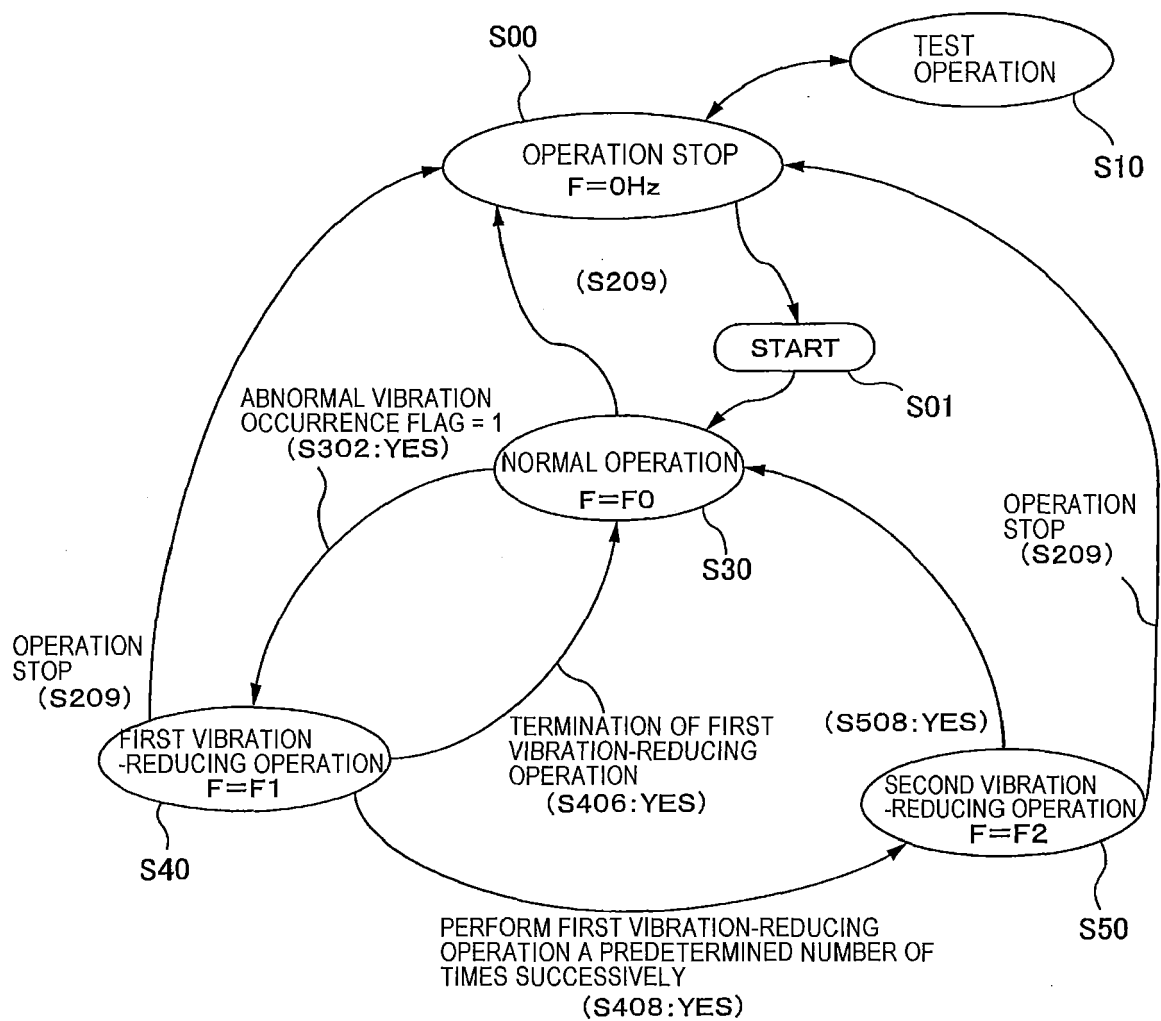 S00
TEST
OPERATION
S10
OPERATION STOP
F=0Hz
(S209)
START
S01
ABNORMAL VIBRATION
OCCURRENCE FLAG = 1
(S302:YES)
NORMAL OPERATION
F=F0
S30
OPERATION
STOP
(S209)
OPERATION
STOP
(S209)
FIRST VIBRATION
-REDUCING OPERATION
F=F1
S40
TERMINATION OF FIRST
VIBRATION-REDUCING
OPERATION
(S406:YES)
(S508:YES)
SECOND VIBRATION
-REDUCING OPERATION
F=F2
S50
PERFORM FIRST VIBRATION-REDUCING
OPERATION A PREDETERMINED NUMBER OF
TIMES SUCCESSIVELY
(S408:YES)